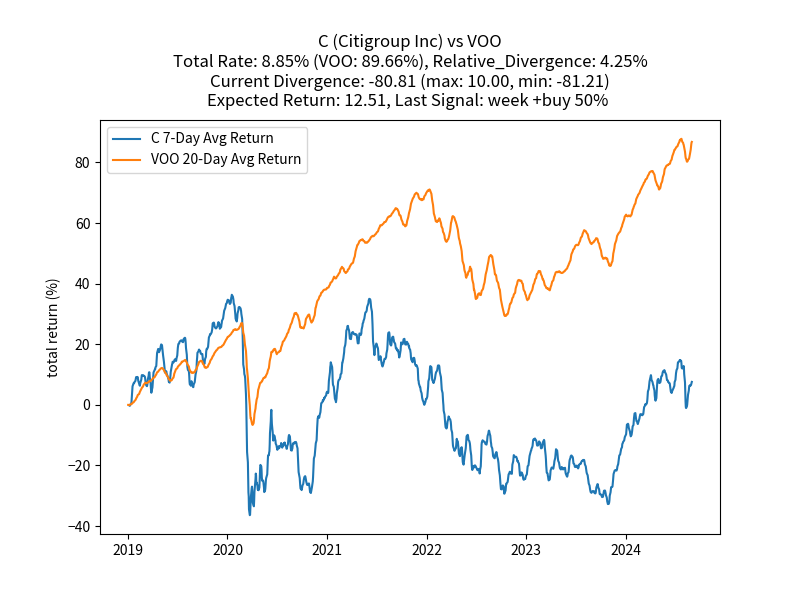 C (Citigroup Inc) vs VOO
Total Rate: 8.85% (VOO: 89.66%), Relative_Divergence: 4.25%
Current Divergence: -80.81 (max: 10.00, min: -81.21)
Expected Return: 12.51, Last Signal: week +buy 50%
C 7-Day Avg Return
VOO 20-Day Avg Return
total return (%)
80
60
40
20
0
−20
−40
2019
2020
2021
2022
2023
2024